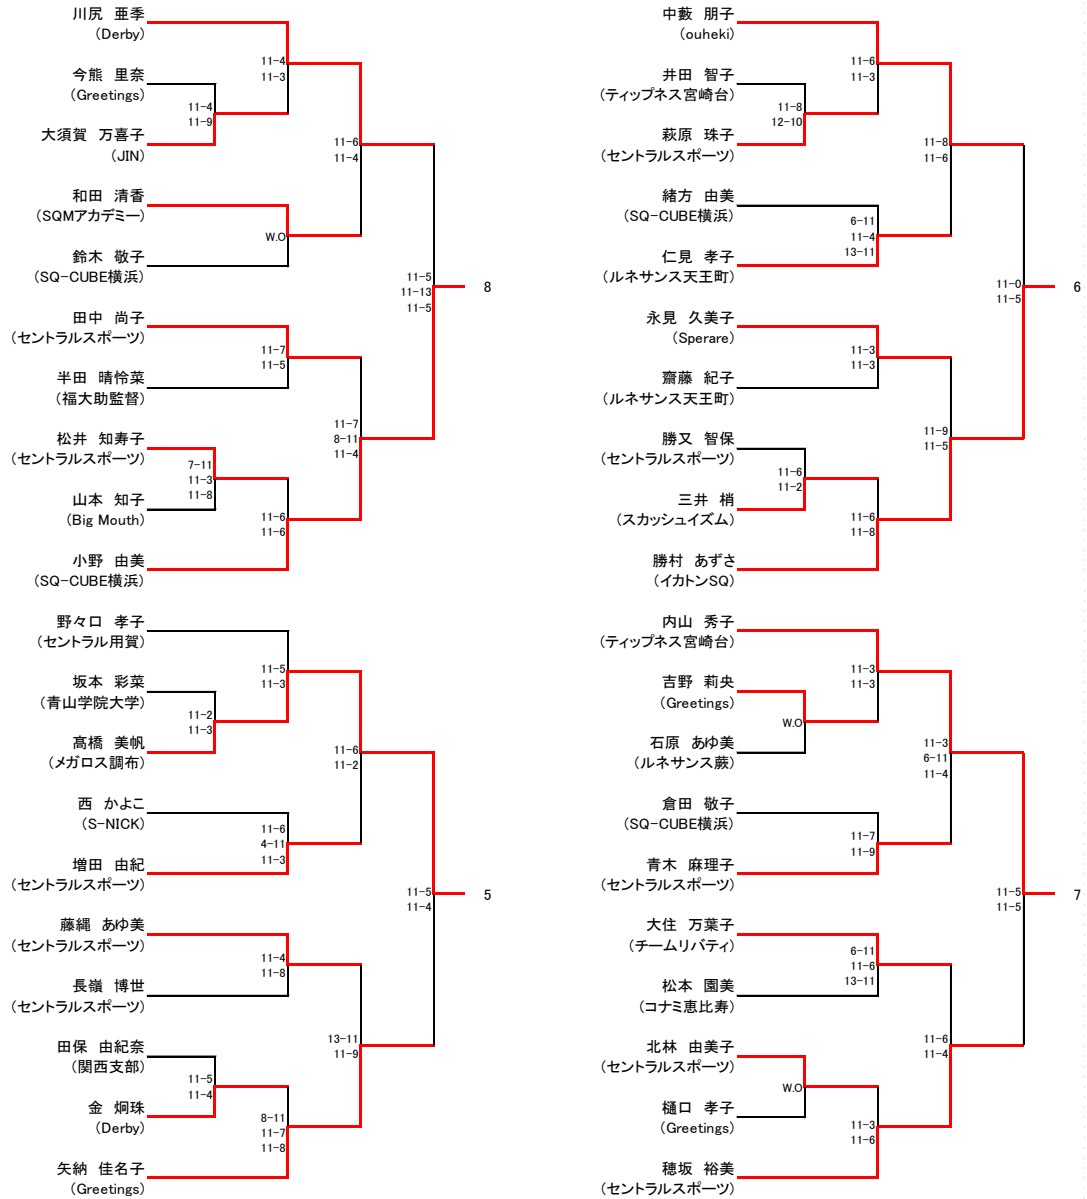 川尻 亜季
(Derby)
今熊 里奈
(Greetings)
大須賀 万喜子
(JIN)
和田 清香
(SQMアカデミー)
鈴木 敬子
(SQ-CUBE横浜)
田中 尚子
(セントラルスポーツ)
半田 晴怜菜
(福大助監督)
松井 知寿子
(セントラルスポーツ)
山本 知子
(Big Mouth)
小野 由美
(SQ-CUBE横浜)
11-4
11-3
11-4
11-9
W.O
11-6
11-4
11-7
11-5
7-11
11-3
11-8
11-6
11-6
11-7
8-11
11-4
11-5
11-13
11-5
8
中藪 朋子
(ouheki)
井田 智子
(ティップネス宮崎台)
萩原 珠子
(セントラルスポーツ)
緒方 由美
(SQ-CUBE横浜)
仁見 孝子
(ルネサンス天王町)
永見 久美子
(Sperare)
齋藤 紀子
(ルネサンス天王町)
勝又 智保
(セントラルスポーツ)
三井 梢
(スカッシュイズム)
勝村 あずさ
(イカトンSQ)
11-6
11-3
11-8
12-10
6-11
11-4
13-11
11-8
11-6
11-3
11-3
11-6
11-2
11-6
11-8
11-9
11-5
11-0
11-5
6
野々口 孝子
(セントラル用賀)
坂本 彩菜
(青山学院大学)
髙橋 美帆
(メガロス調布)
西 かよこ
(S-NICK)
増田 由紀
(セントラルスポーツ)
藤縄 あゆ美
(セントラルスポーツ)
長嶺 博世
(セントラルスポーツ)
田保 由紀奈
(関西支部)
金 炯珠
(Derby)
矢納 佳名子
(Greetings)
11-5
11-3
11-2
11-3
11-6
4-11
11-3
11-6
11-2
11-4
11-8
11-5
11-4
8-11
11-7
11-8
13-11
11-9
11-5
11-4
5
内山 秀子
(ティップネス宮崎台)
吉野 莉央
(Greetings)
石原 あゆ美
(ルネサンス蕨)
倉田 敬子
(SQ-CUBE横浜)
青木 麻理子
(セントラルスポーツ)
大住 万葉子
(チームリバティ)
松本 園美
(コナミ恵比寿)
北林 由美子
(セントラルスポーツ)
樋口 孝子
(Greetings)
穂坂 裕美
(セントラルスポーツ)
11-3
11-3
W.O
11-7
11-9
11-3
6-11
11-4
6-11
11-6
13-11
W.O
11-3
11-6
11-6
11-4
11-5
11-5
7